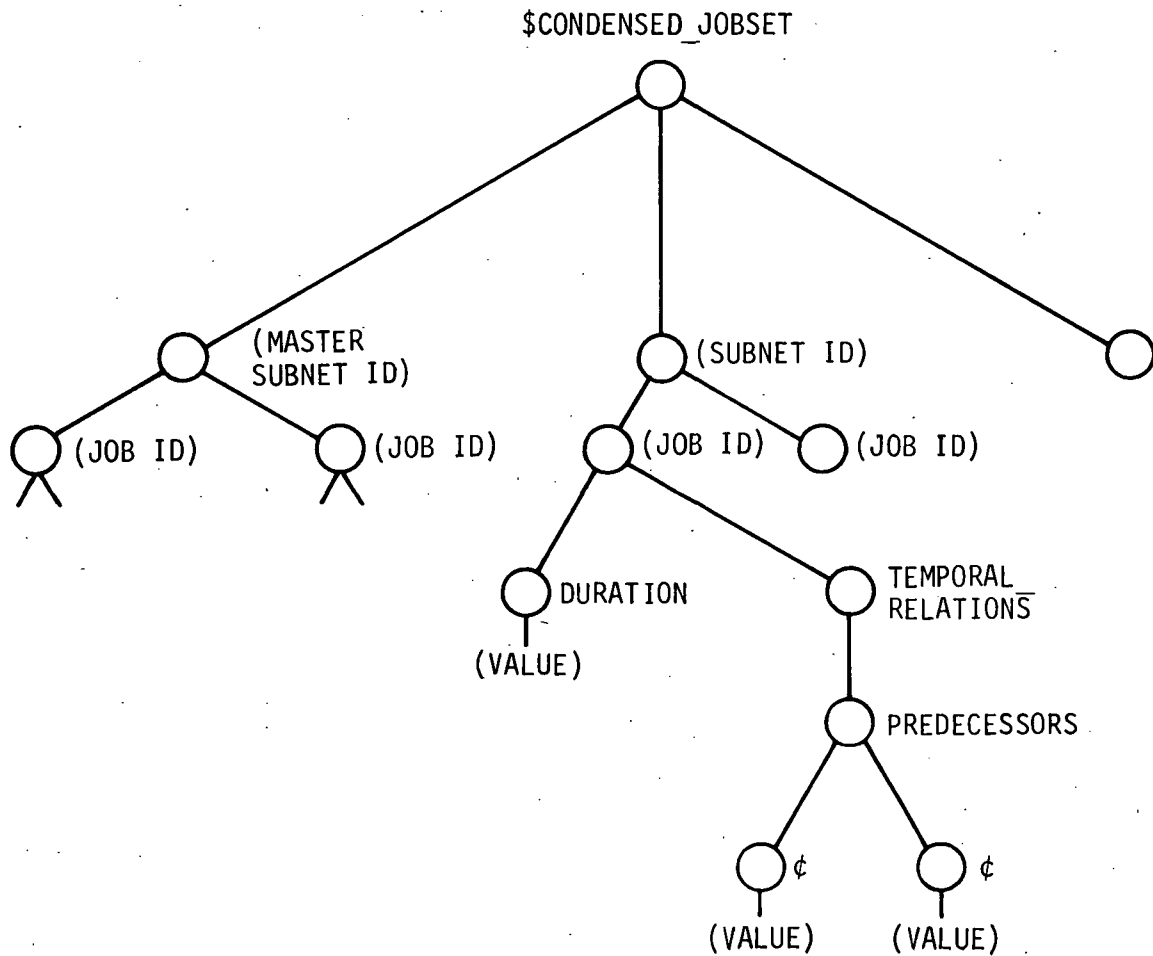 $CONDENSED_JOBSET
(MASTER
SUBNET ID)
(SUBNET ID)
(JOB ID)
(JOB ID)
(JOB ID)
(JOB ID)
DURATION
TEMPORAL_
RELATIONS
(VALUE)
PREDECESSORS
¢
¢
(VALUE)
(VALUE)